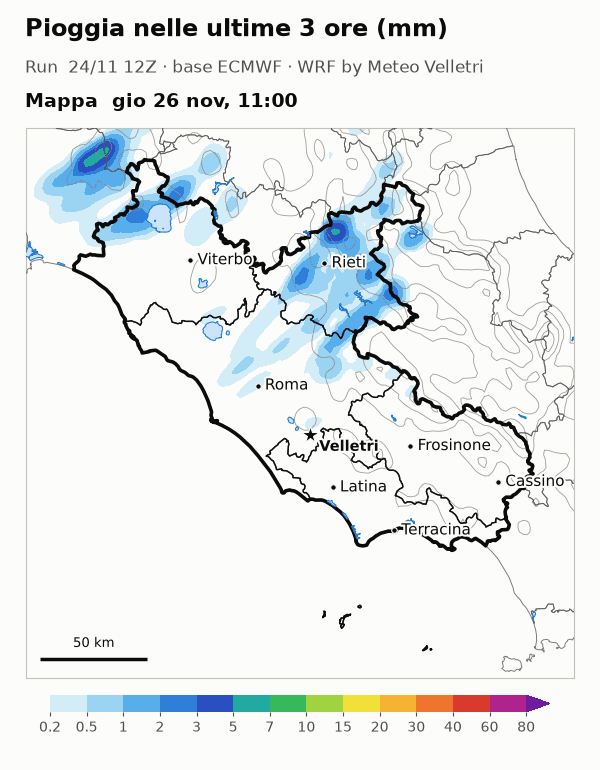 Pioggia nelle ultime 3 ore (mm)
Run  24/11 12Z · base ECMWF · WRF by Meteo Velletri
Mappa  gio 26 nov, 11:00
Viterbo
Rieti
Roma
Velletri
Frosinone
Latina
Cassino
Terracina
50 km
0.2 0.5 1 2 3 5 7 10 15 20 30 40 60 80